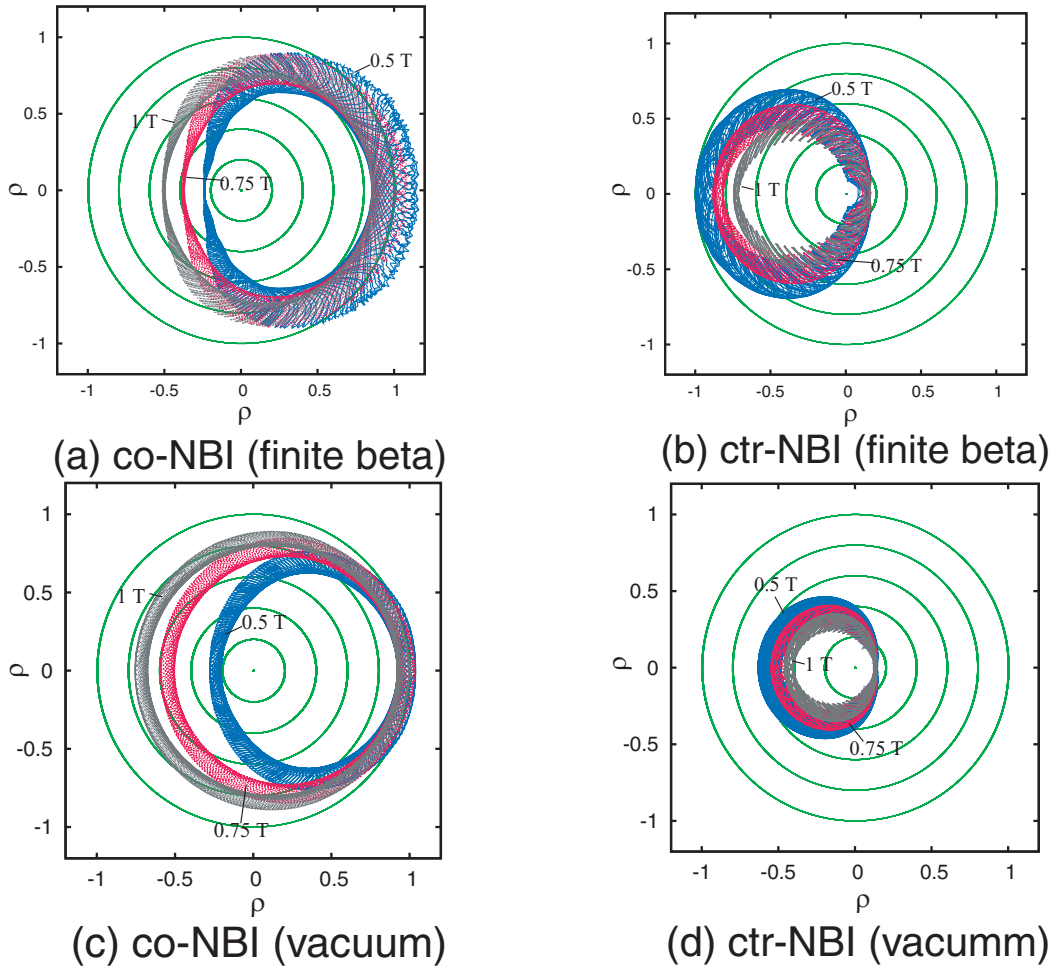 1
0.5
0
-0.5
-1
ρ
0.5 T
1 T
0.75 T
-1
-0.5
0
0.5
1
ρ
(a) co-NBI (finite beta)
1
0.5
0
-0.5
-1
ρ
0.5 T
1 T
0.75 T
-1
-0.5
0
0.5
1
ρ
(b) ctr-NBI (finite beta)
1
0.5
0
-0.5
-1
ρ
1 T
0.5 T
0.75 T
-1
-0.5
0
0.5
1
ρ
(c) co-NBI (vacuum)
1
0.5
0
-0.5
-1
ρ
0.5 T
1 T
0.75 T
-1
-0.5
0
0.5
1
ρ
(d) ctr-NBI (vacumm)